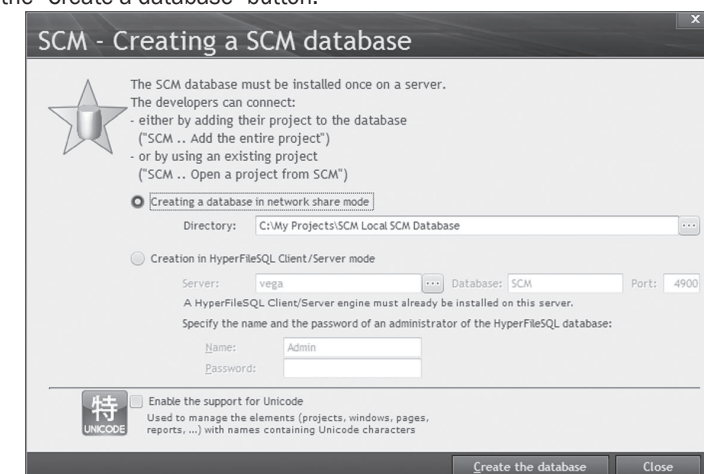 the "Create a database" button.
X
SCM - Creating a SCM database
The SCM database must be installed once on a server.
The developers can connect:
- either by adding their project to the database
("SCM .. Add the entire project")
- or by using an existing project
("SCM .. Open a project from SCM")
Creating a database in network share mode
Directory: C:\My Projects\SCM Local SCM Database ...
Creation in HyperFileSQL Client/Server mode
Server: vega ... Database: SCM Port: 4900
A HyperFileSQL Client/Server engine must already be installed on this server.
Specify the name and the password of an administrator of the HyperFileSQL database:
Name: Admin
Password:
特
UNICODE
Enable the support for Unicode
Used to manage the elements (projects, windows, pages,
reports, ...) with names containing Unicode characters
Create the database Close